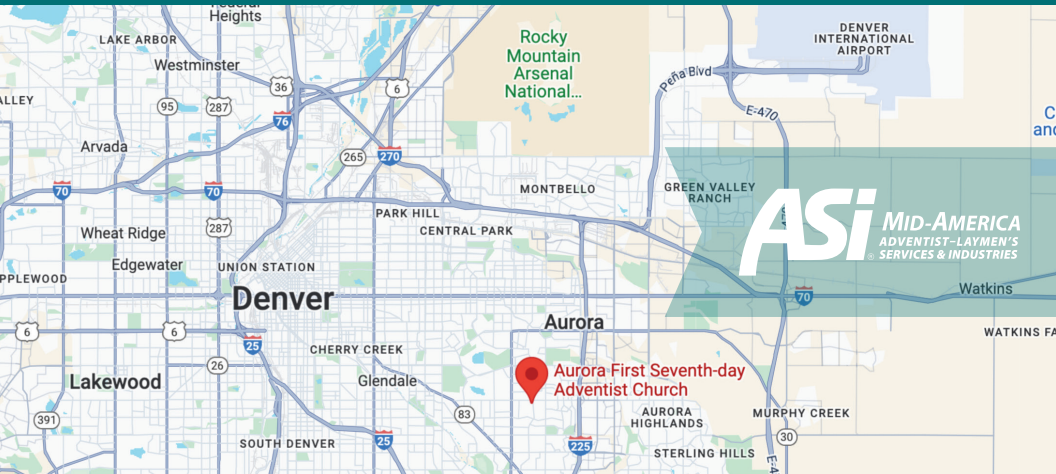 Federal
Heights
LAKE ARBOR
Westminster
Rocky
Mountain
Arsenal
National...
DENVER
INTERNATIONAL
AIRPORT
Peña Blvd
36
6
95
287
76
E-470
ALLEY
Arvada
265
270
70
70
MONTBELLO
GREEN VALLEY
RANCH
PARK HILL
287
Wheat Ridge
CENTRAL PARK
ASi
MID-AMERICA
ADVENTIST-LAYMEN'S
SERVICES & INDUSTRIES
Edgewater
UNION STATION
PPLEWOOD
Denver
70
Watkins
Aurora
6
6
25
WATKINS FA
CHERRY CREEK
26
Lakewood
Glendale
Aurora First Seventh-day
Adventist Church
391
83
AURORA
HIGHLANDS
MURPHY CREEK
30
SOUTH DENVER
25
225
STERLING HILLS
E-4